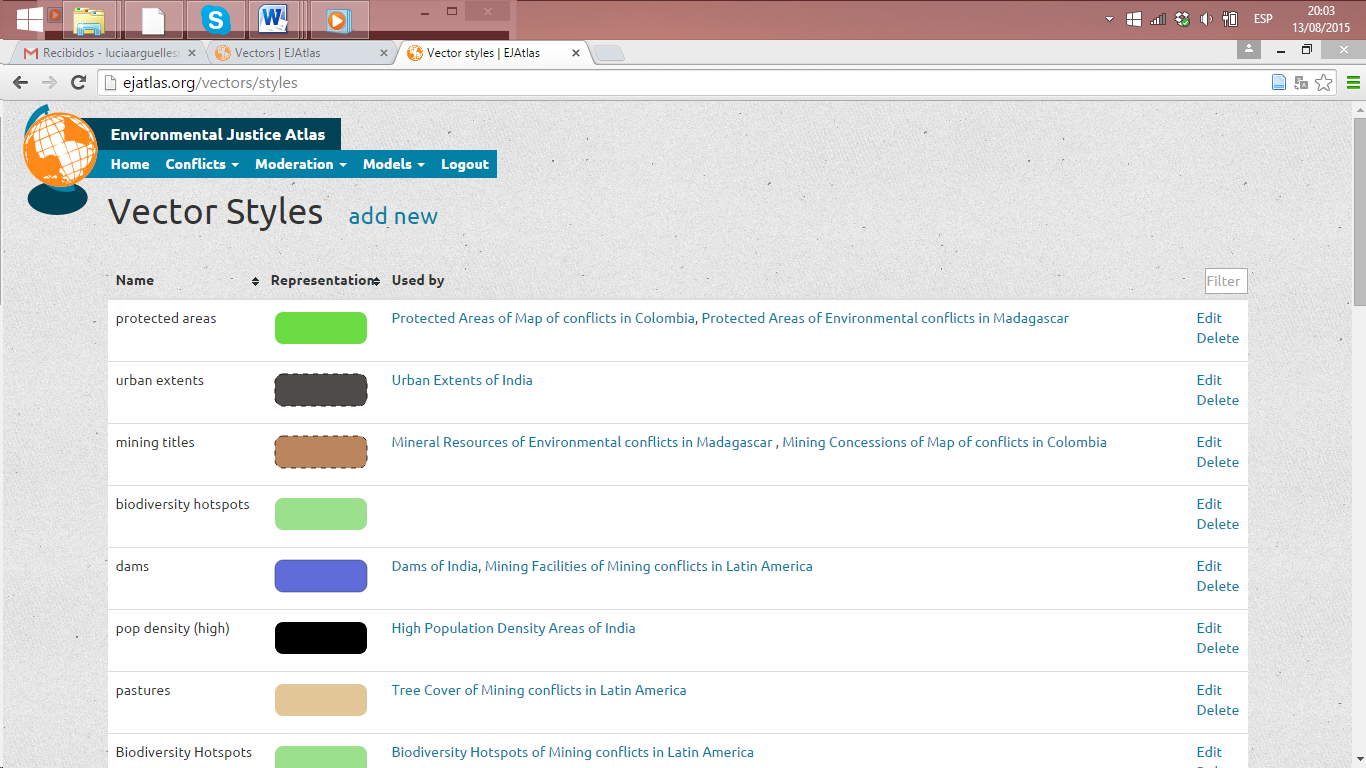 20:03
ESP
13/08/2015
Recibidos - luciaarguelles
Vectors | EJAtlas
Vector styles | EJAtlas
ejatlas.org/vectors/styles
Environmental Justice Atlas
Home Conflicts Moderation Models Logout
Vector Styles add new
Name Representation Used by Filter
protected areas Protected Areas of Map of conflicts in Colombia, Protected Areas of Environmental conflicts in Madagascar Edit
Delete
urban extents Urban Extents of India Edit
Delete
mining titles Mineral Resources of Environmental conflicts in Madagascar , Mining Concessions of Map of conflicts in Colombia Edit
Delete
biodiversity hotspots Edit
Delete
dams Dams of India, Mining Facilities of Mining conflicts in Latin America Edit
Delete
pop density (high) High Population Density Areas of India Edit
Delete
pastures Tree Cover of Mining conflicts in Latin America Edit
Delete
Biodiversity Hotspots Biodiversity Hotspots of Mining conflicts in Latin America Edit